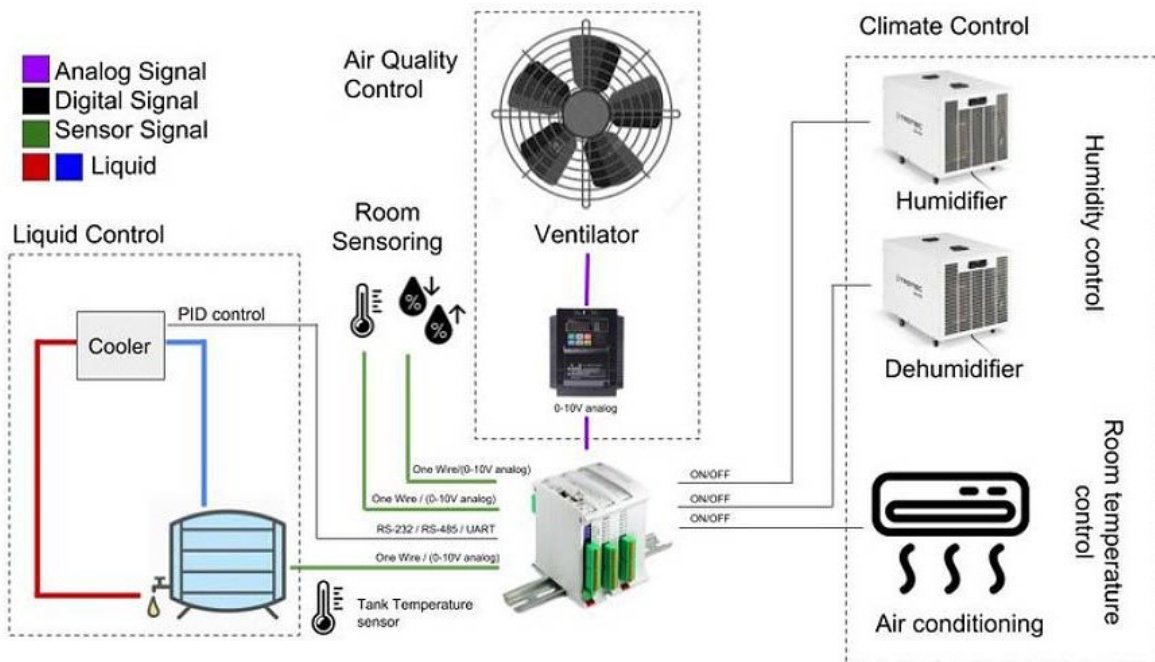 Analog Signal
Digital Signal
Sensor Signal
Liquid
Air Quality
Control
Ventilator
0-10V analog
Climate Control
Humidifier
Dehumidifier
Humidity control
Air conditioning
Room temperature
control
Room
Sensoring
Liquid Control
Cooler
PID control
One Wire/(0-10V analog)
One Wire / (0-10V analog)
RS-232 / RS-485 / UART
One Wire / (0-10V analog)
Tank Temperature
sensor
ON/OFF
ON/OFF
ON/OFF